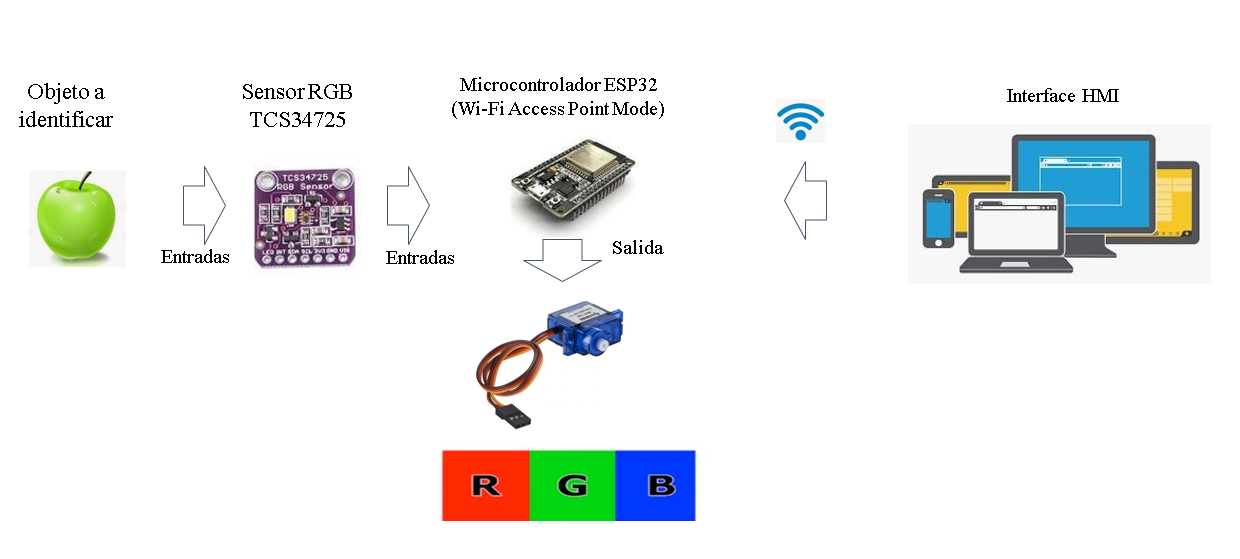 Objeto a
identificar
Sensor RGB
TCS34725
Microcontrolador ESP32
(Wi-Fi Access Point Mode)
Interface HMI
TCS34725
RGB Sensor
LED INT SDA SCL 3V3 GND VIN
Entradas
Entradas
Salida
R G B